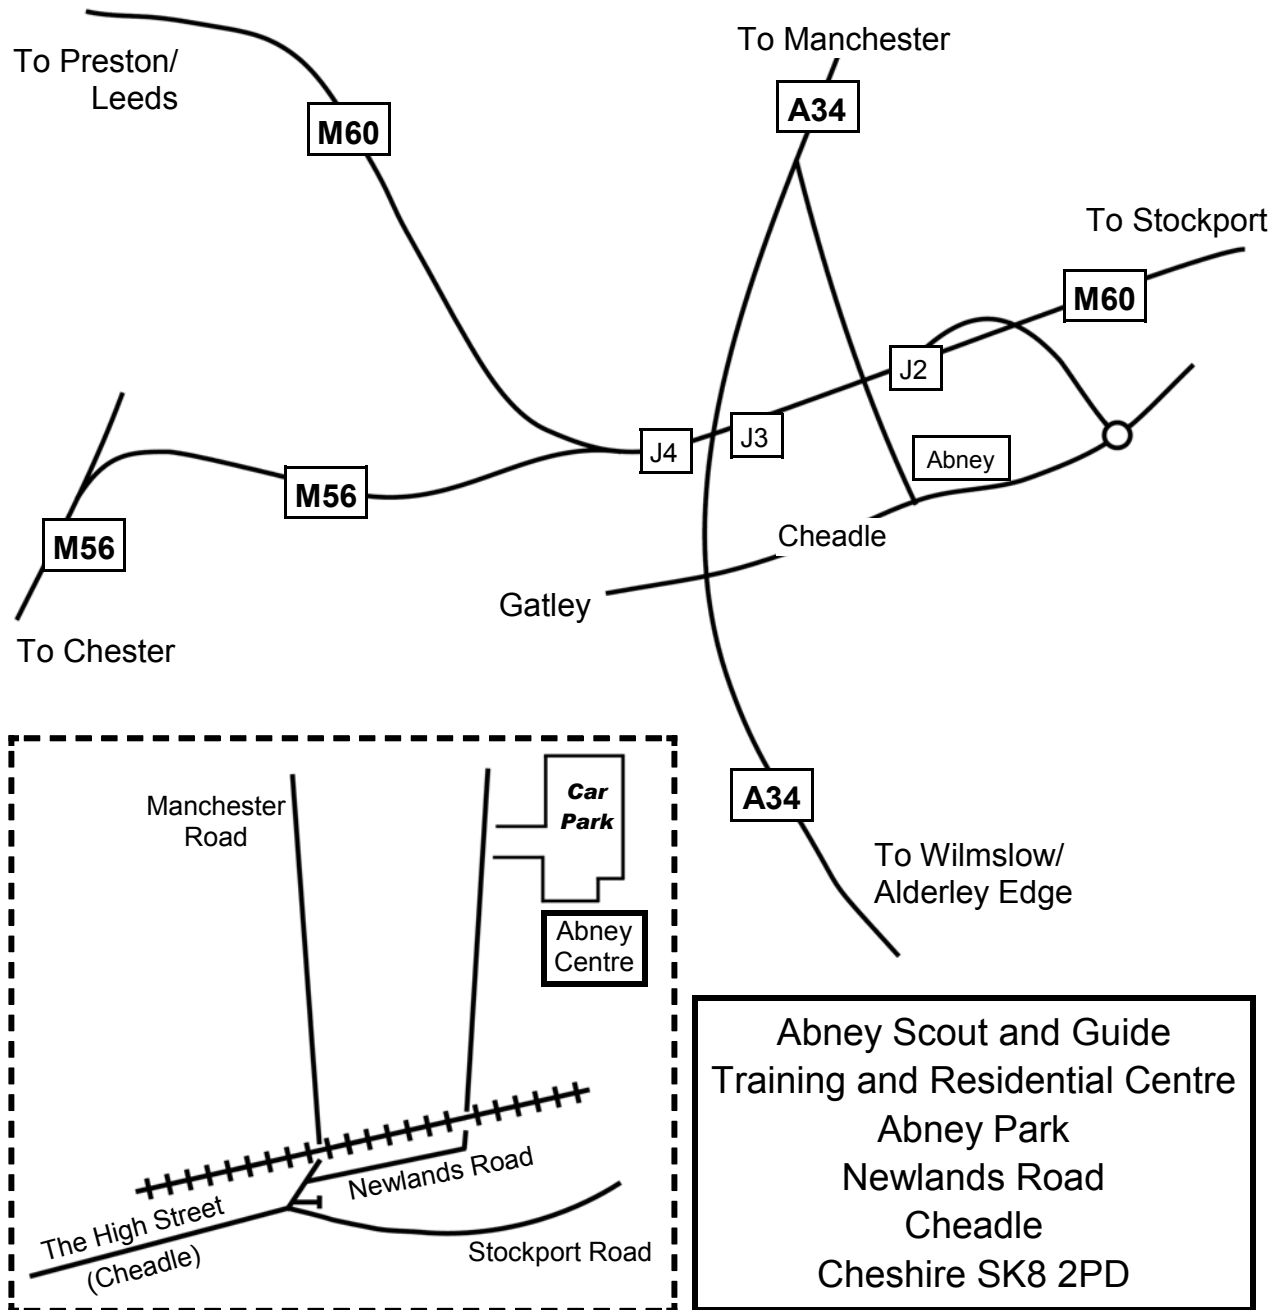 To Preston/
Leeds
M60
To Manchester
A34
To Stockport
M60
J2
J3
J4
Abney
M56
M56
Cheadle
Gatley
To Chester
A34
To Wilmslow/
Alderley Edge
Manchester
Road
Car
Park
Abney
Centre
Newlands Road
The High Street
(Cheadle)
Stockport Road
Abney Scout and Guide
Training and Residential Centre
Abney Park
Newlands Road
Cheadle
Cheshire SK8 2PD